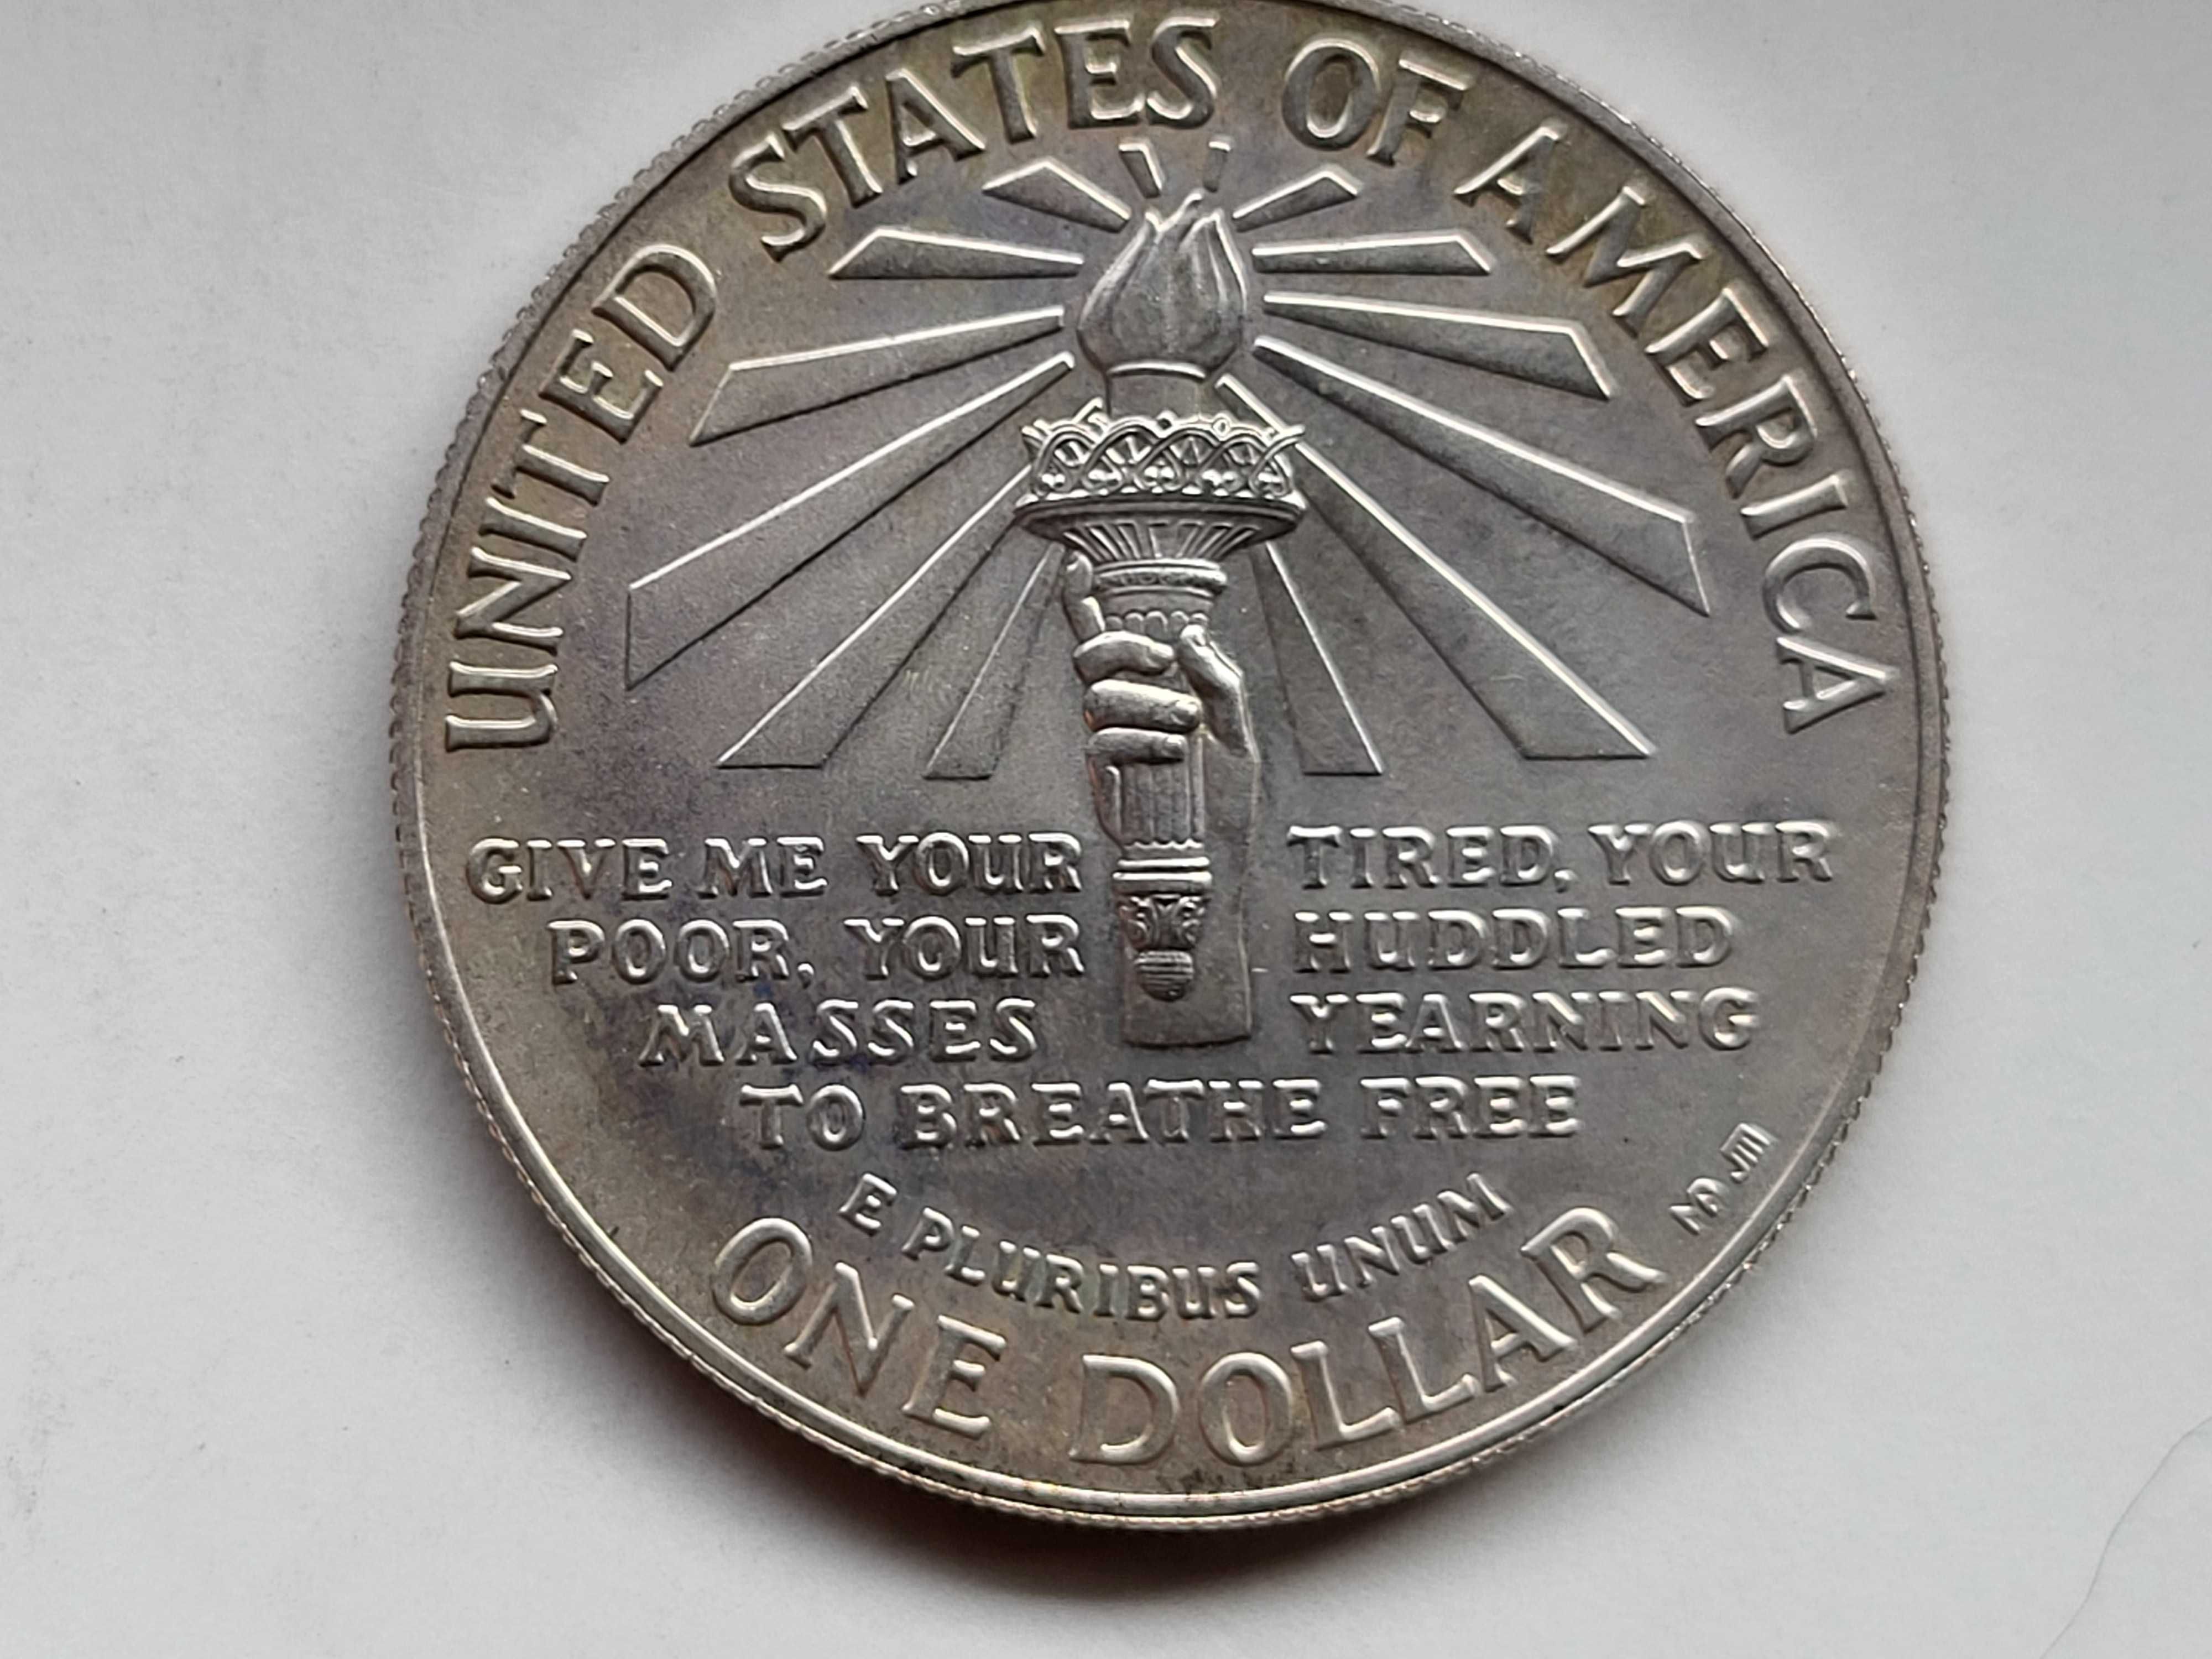 UNITED STATES OF AMERICA
GIVE ME YOUR TIRED, YOUR
POOR, YOUR HUDDLED
MASSES YEARNING
TO BREATHE FREE
E PLURIBUS UNUM
ONE DOLLAR